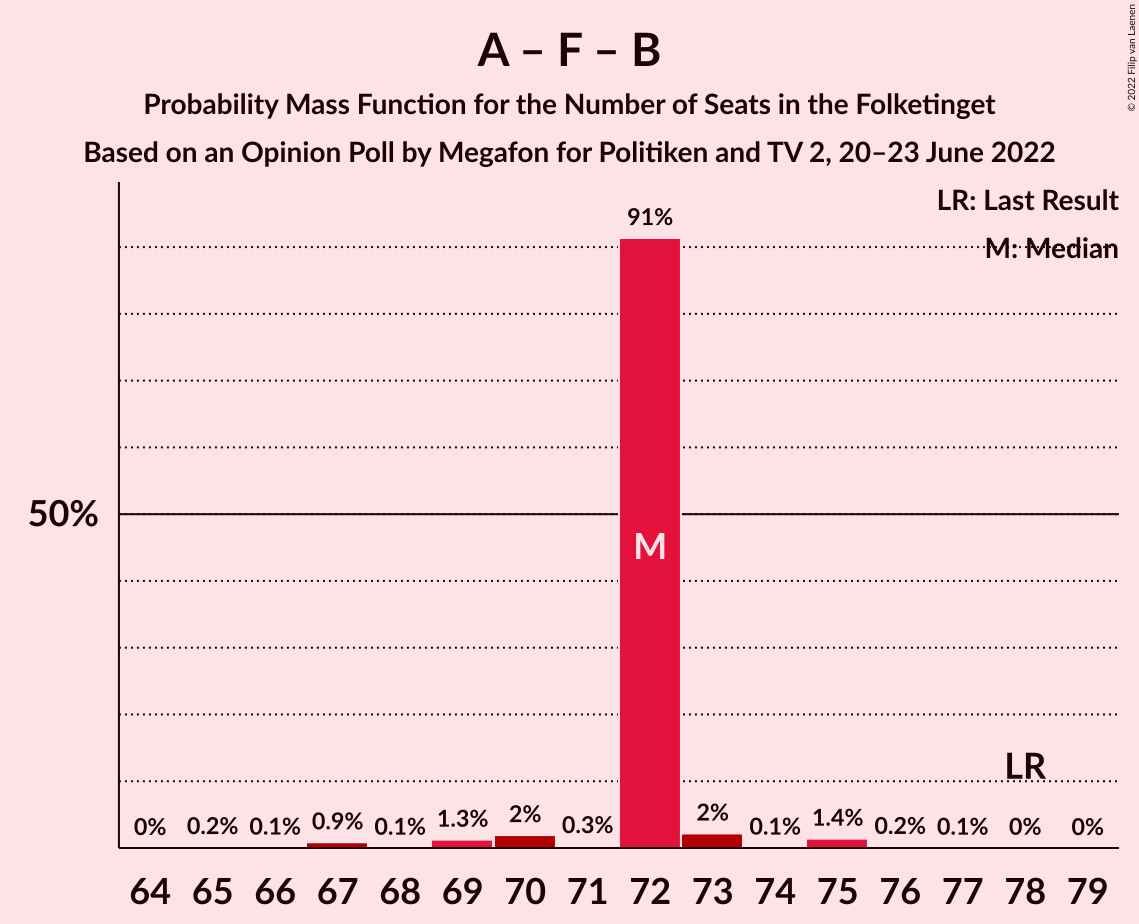 A – F – B
Probability Mass Function for the Number of Seats in the Folketinget
Based on an Opinion Poll by Megafon for Politiken and TV 2, 20–23 June 2022
© 2022 Filip van Laenen
LR: Last Result
M: Median
91%
50%
M
LR
0% 0.2% 0.1% 0.9% 0.1% 1.3% 2% 0.3% 2% 0.1% 1.4% 0.2% 0.1% 0% 0%
64 65 66 67 68 69 70 71 72 73 74 75 76 77 78 79